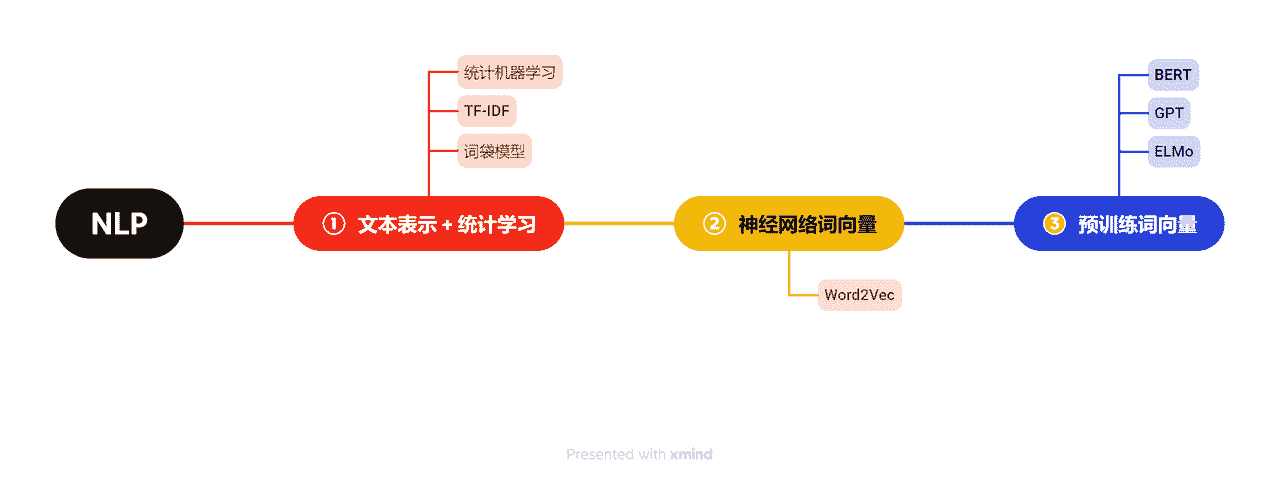 NLP
① 文本表示 + 统计学习
统计机器学习
TF-IDF
词袋模型
② 神经网络词向量
Word2Vec
③ 预训练词向量
BERT
GPT
ELMo
Presented with xmind